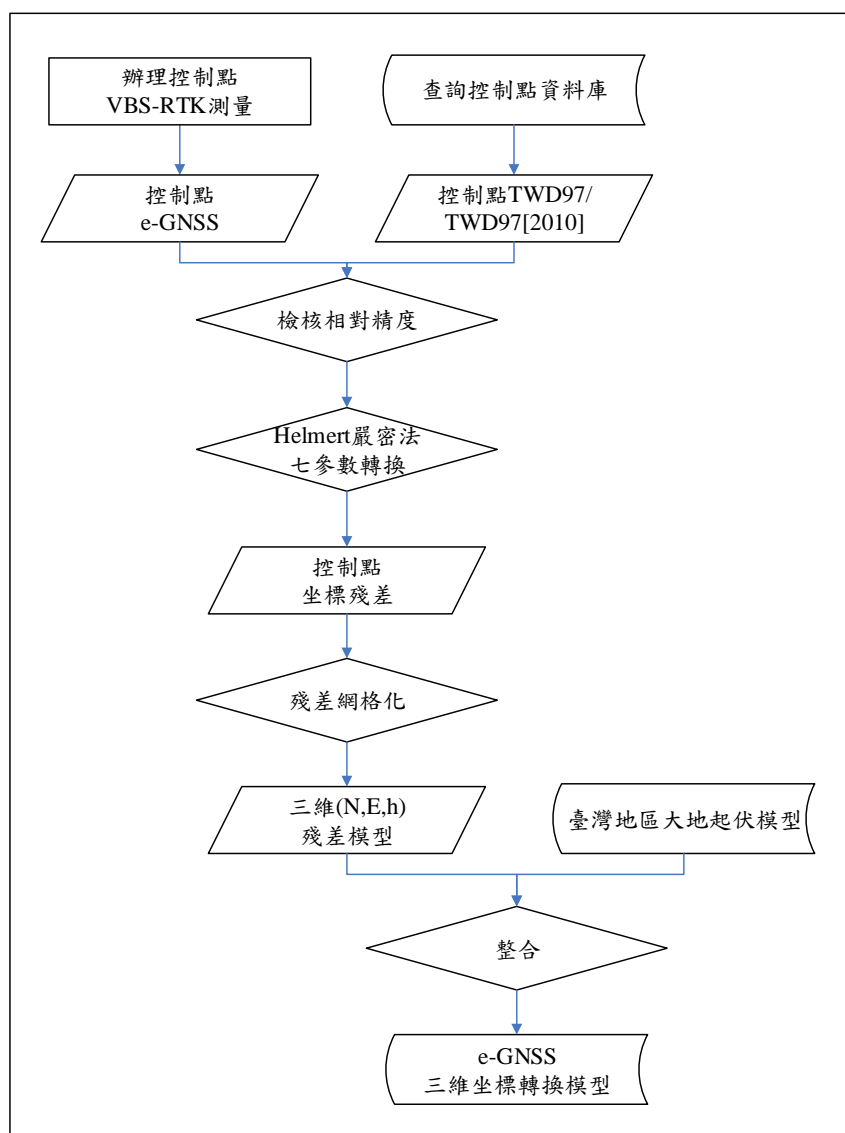 辦理控制點
VBS-RTK測量
查詢控制點資料庫
控制點
e-GNSS
控制點TWD97/
TWD97[2010]
檢核相對精度
Helmert嚴密法
七參數轉換
控制點
坐標殘差
殘差網格化
三維(N,E,h)
殘差模型
臺灣地區大地起伏模型
整合
e-GNSS
三維坐標轉換模型